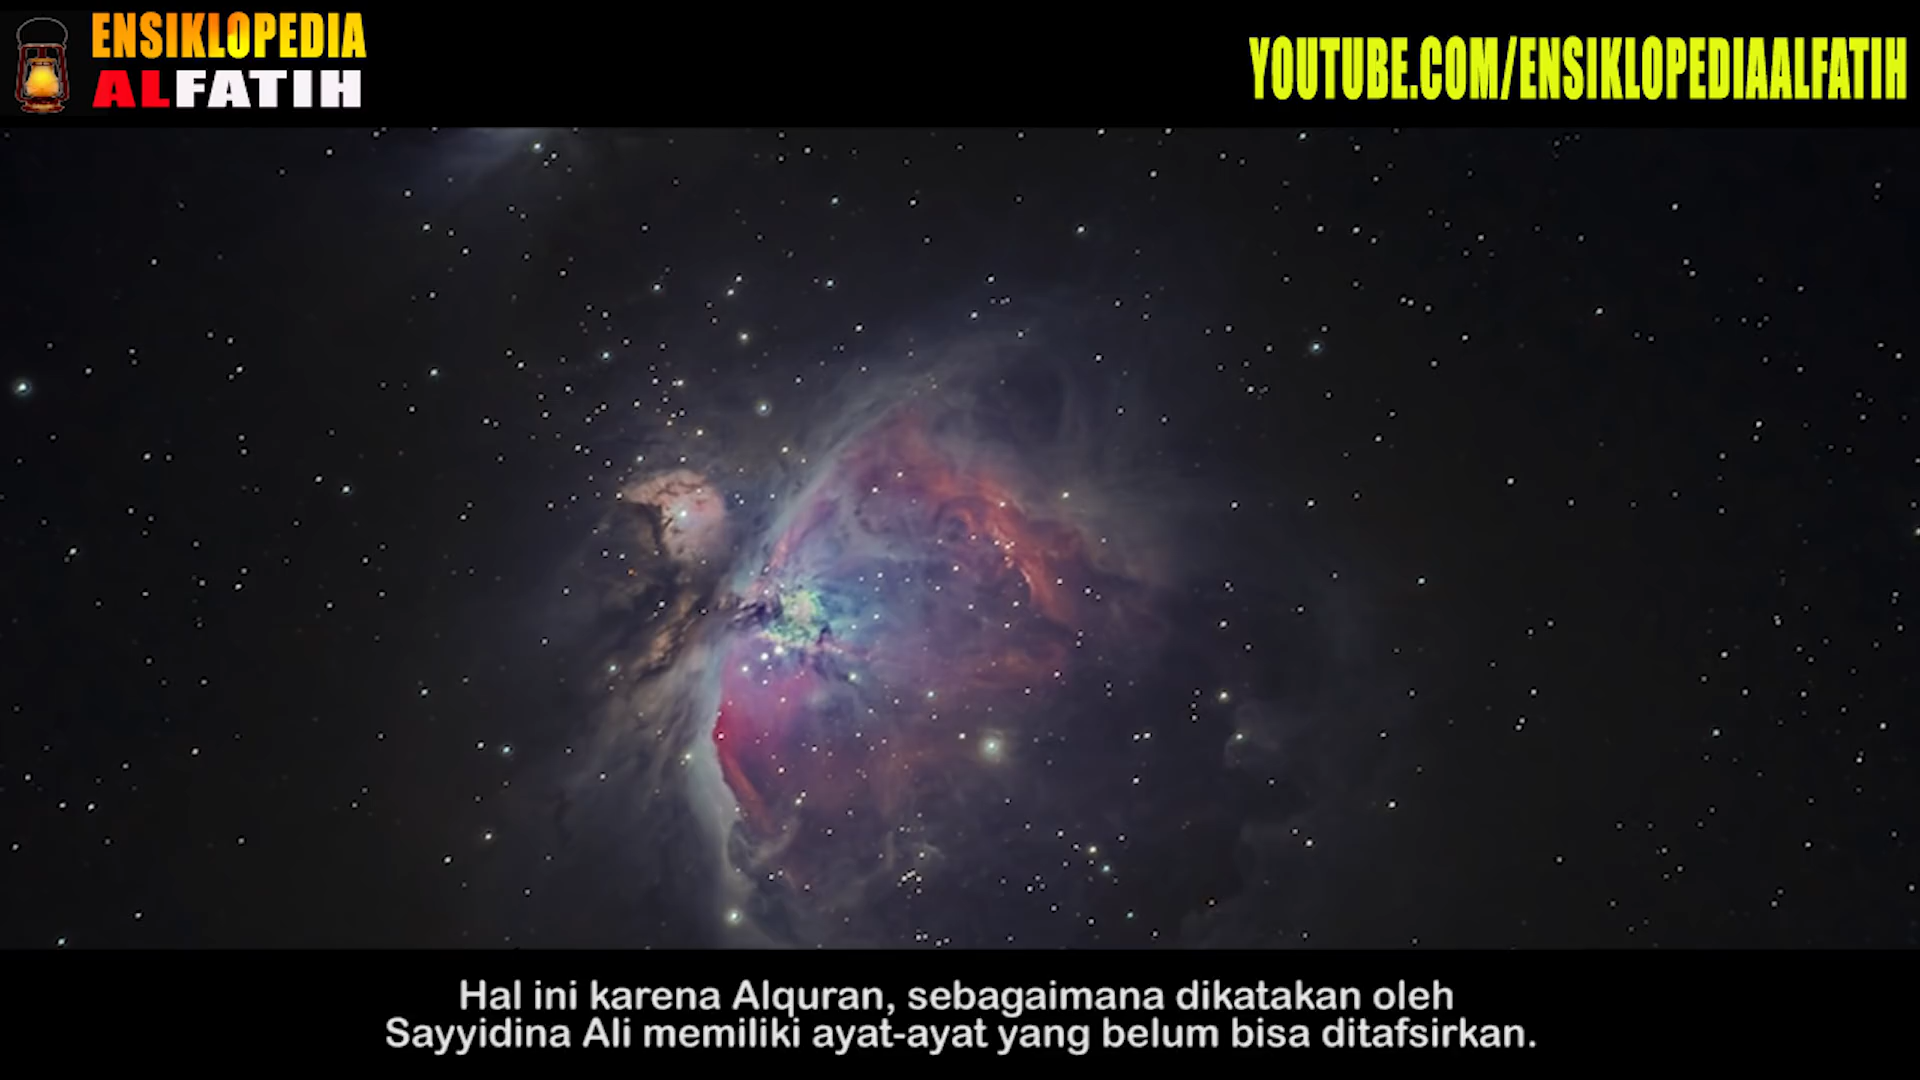 ENSIKLOPEDIA
ALFATIH
YOUTUBE.COM/ENSIKLOPEDIAALFATIH
Hal ini karena Alquran, sebagaimana dikatakan oleh
Sayyidina Ali memiliki ayat-ayat yang belum bisa ditafsirkan.